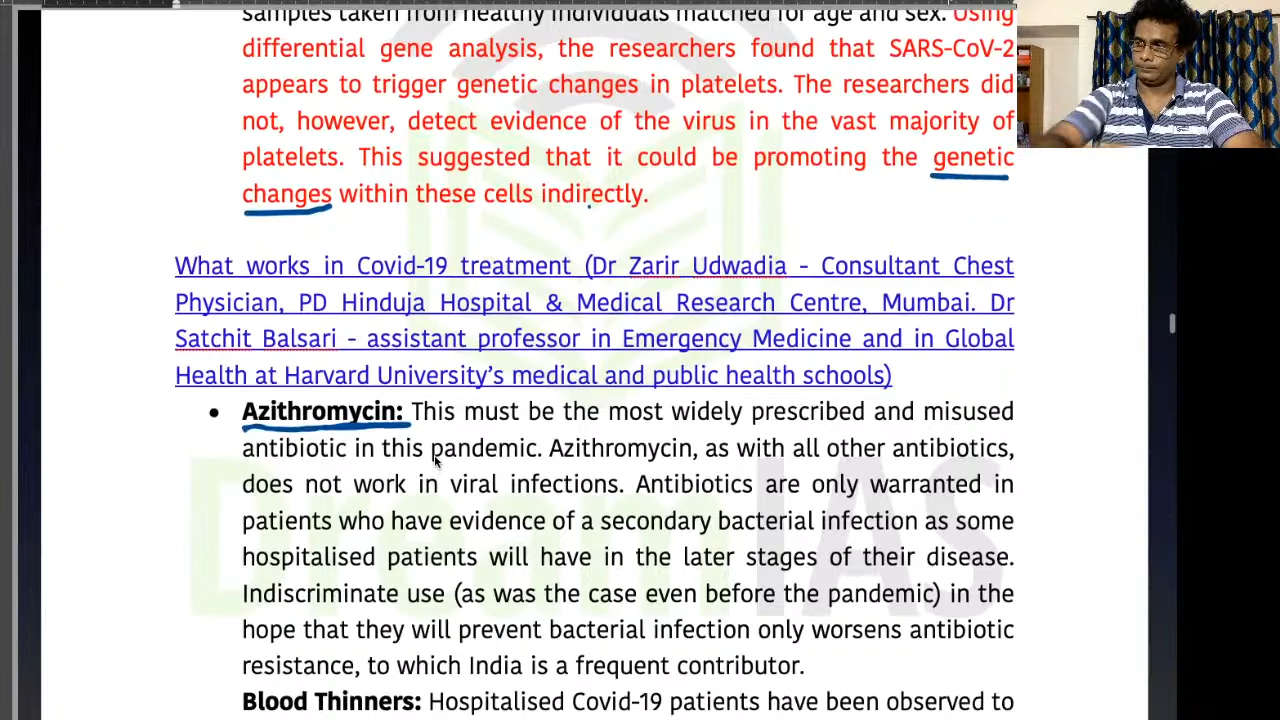 samples taken from healthy individuals matched for age and sex. Using
differential gene analysis, the researchers found that SARS-CoV-2
appears to trigger genetic changes in platelets. The researchers did
not, however, detect evidence of the virus in the vast majority of
platelets. This suggested that it could be promoting the genetic
changes within these cells indirectly.
What works in Covid-19 treatment (Dr Zarir Udwadia - Consultant Chest
Physician, PD Hinduja Hospital & Medical Research Centre, Mumbai. Dr
Satchit Balsari - assistant professor in Emergency Medicine and in Global
Health at Harvard University’s medical and public health schools)
• Azithromycin: This must be the most widely prescribed and misused
antibiotic in this pandemic. Azithromycin, as with all other antibiotics,
does not work in viral infections. Antibiotics are only warranted in
patients who have evidence of a secondary bacterial infection as some
hospitalised patients will have in the later stages of their disease.
Indiscriminate use (as was the case even before the pandemic) in the
hope that they will prevent bacterial infection only worsens antibiotic
resistance, to which India is a frequent contributor.
Blood Thinners: Hospitalised Covid-19 patients have been observed to
DreamIAS